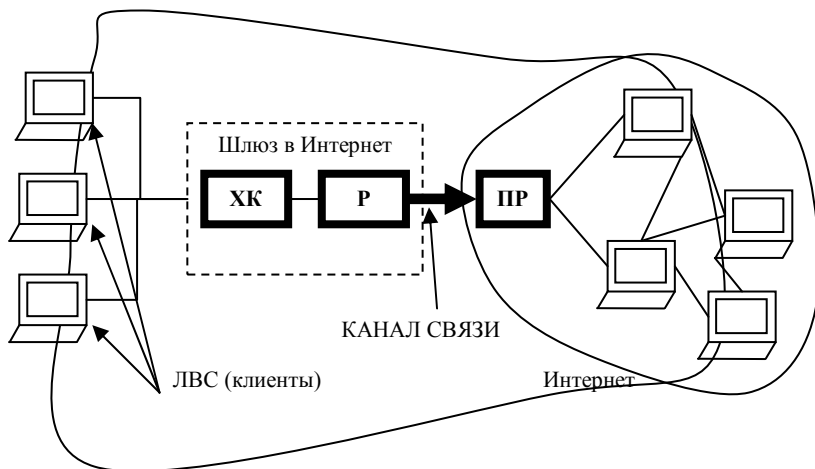 Шлюз в Интернет
ХК
Р
ПР
КАНАЛ СВЯЗИ
ЛВС (клиенты)
Интернет